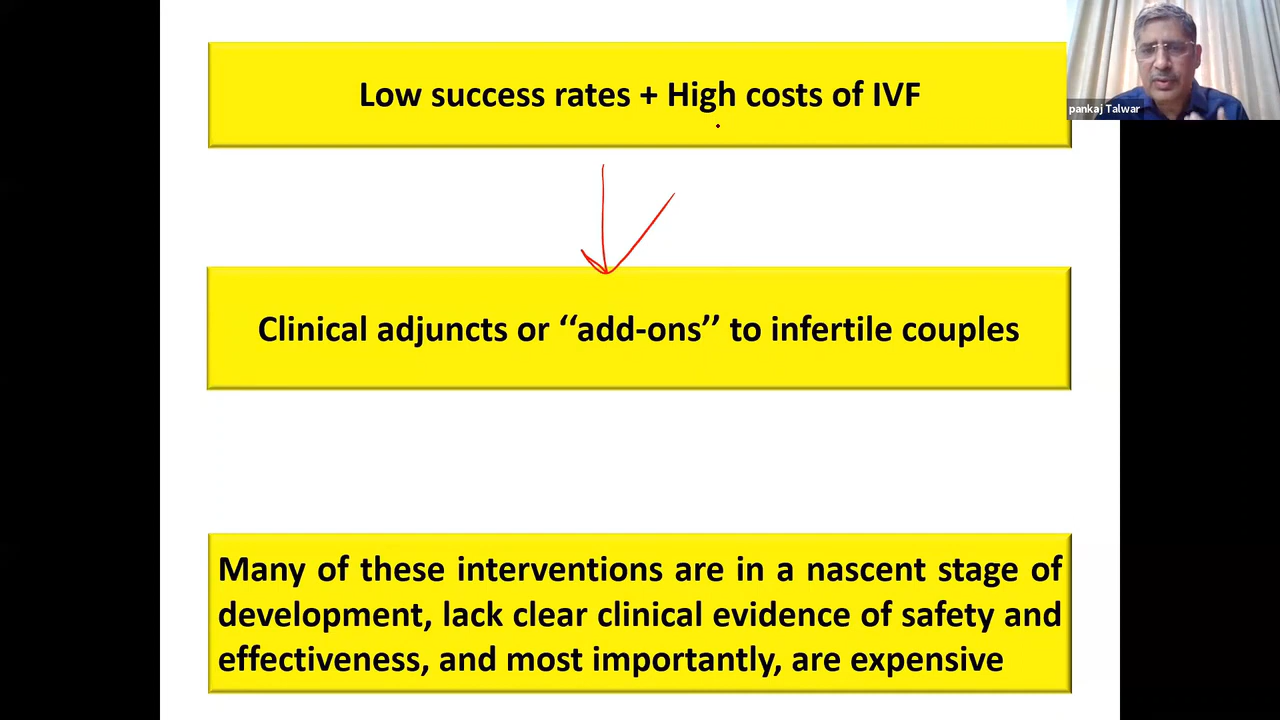 pankaj Talwar
Low success rates + High costs of IVF
Clinical adjuncts or ‘‘add-ons’’ to infertile couples
Many of these interventions are in a nascent stage of
development, lack clear clinical evidence of safety and
effectiveness, and most importantly, are expensive